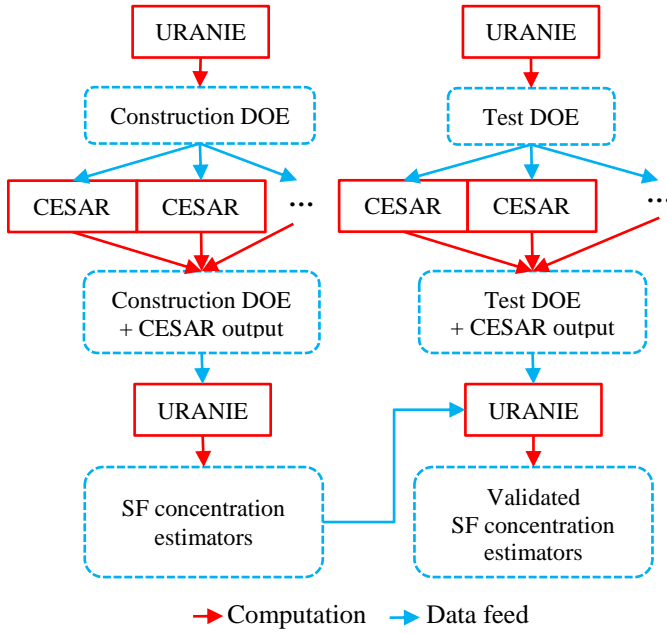 URANIE
URANIE
Construction DOE
Test DOE
CESAR
CESAR
...
CESAR
CESAR
...
Construction DOE
+ CESAR output
Test DOE
+ CESAR output
URANIE
URANIE
SF concentration
estimators
Validated
SF concentration
estimators
Computation
Data feed